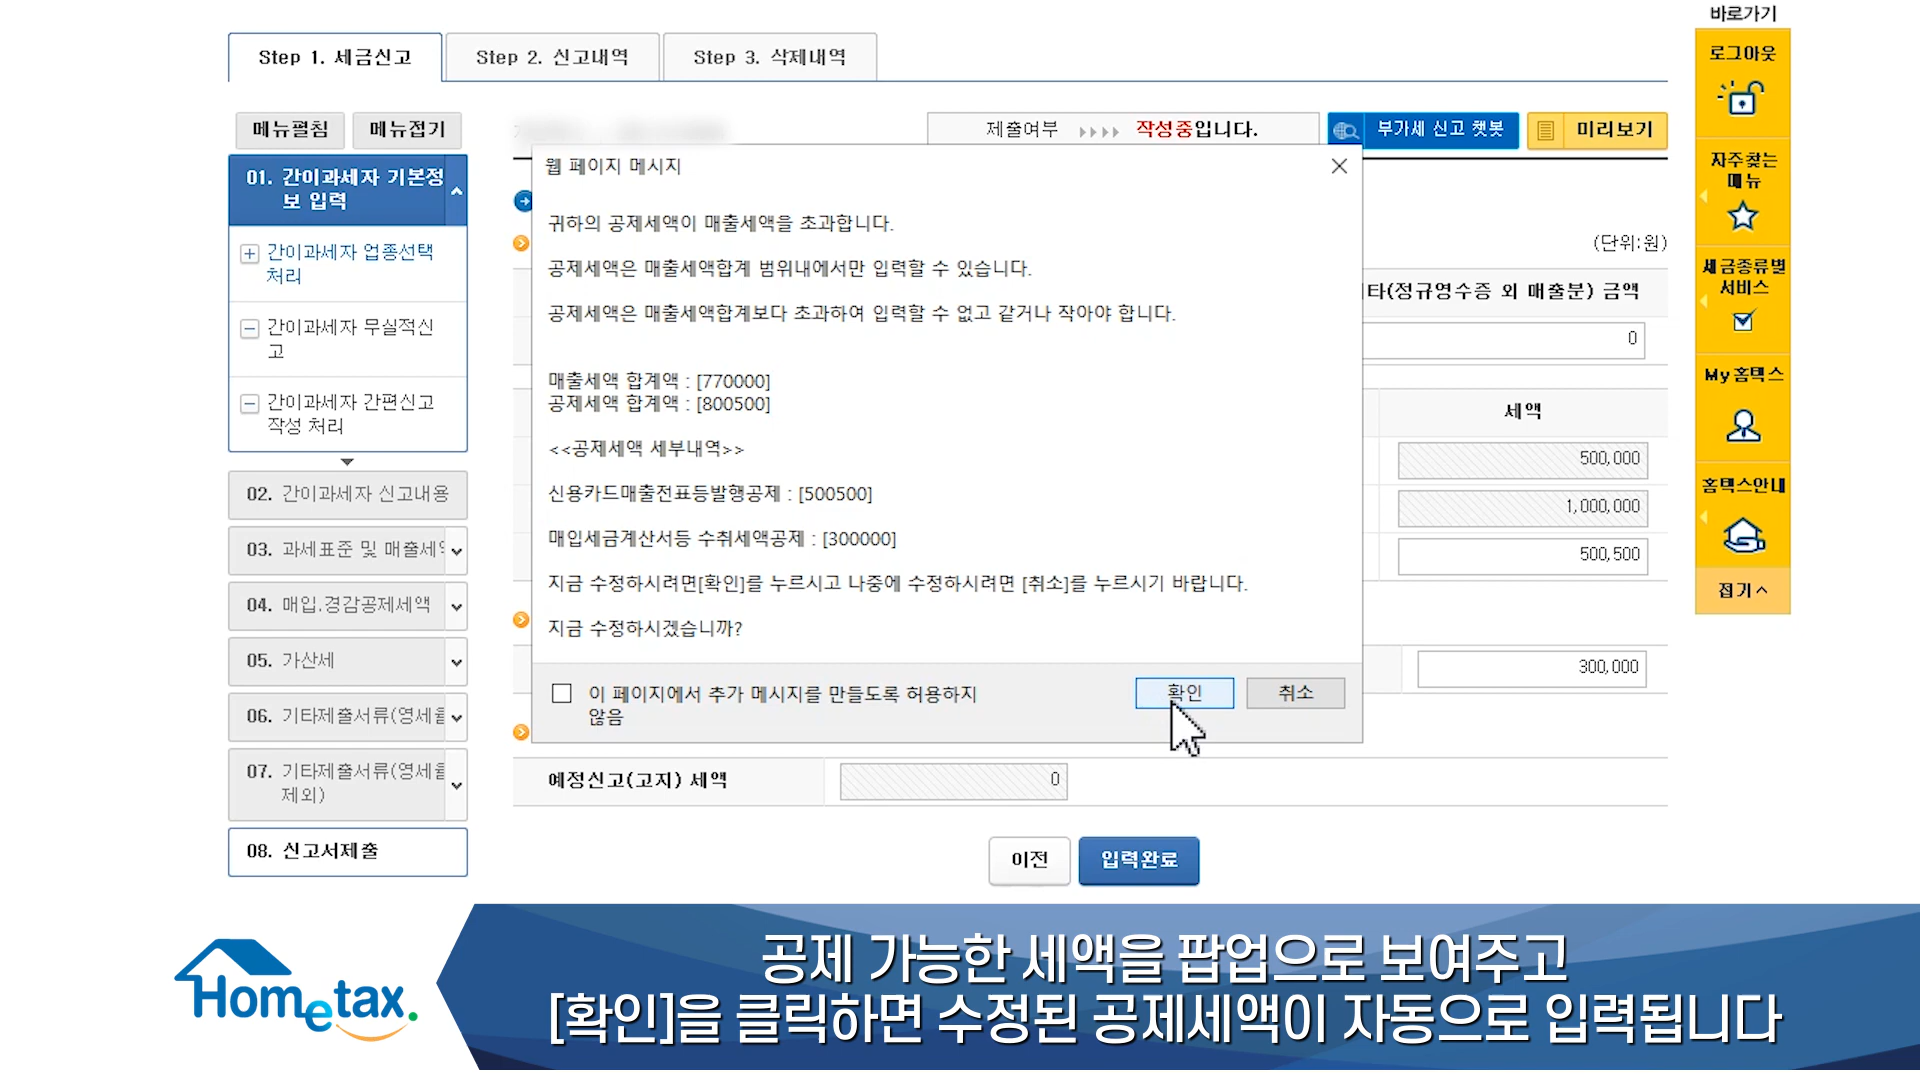 바로가기
Step 1. 세금신고
Step 2. 신고내역
Step 3. 삭제내역
로그아웃
메뉴펼침
메뉴접기
제출여부
작성중입니다.
부가세 신고 챗봇
미리보기
01. 간이과세자 기본정
보 입력
간이과세자 업종선택
처리
간이과세자 무실적신
고
간이과세자 간편신고
작성 처리
02. 간이과세자 신고내용
03. 과세표준 및 매출세
04. 매입.경감공제세액
05. 가산세
06. 기타제출서류(영세율
07. 기타제출서류(영세율
제외)
08. 신고서제출
웹 페이지 메시지
귀하의 공제세액이 매출세액을 초과합니다.
공제세액은 매출세액합계 범위내에서만 입력할 수 있습니다.
공제세액은 매출세액합계보다 초과하여 입력할 수 없고 같거나 작아야 합니다.
매출세액 합계액 : [770000]
공제세액 합계액 : [800500]
<<공제세액 세부내역>>
신용카드매출전표등발행공제 : [500500]
매입세금계산서등 수취세액공제 : [300000]
지금 수정하시려면[확인]를 누르시고 나중에 수정하시려면 [취소]를 누르시기 바랍니다.
지금 수정하시겠습니까?
이 페이지에서 추가 메시지를 만들도록 허용하지
않음
확인
취소
(단위:원)
타(정규영수증 외 매출분) 금액
0
세액
500,000
1,000,000
500,500
300,000
예정신고(고지) 세액
0
이전
입력완료
자주찾는
메뉴
세금종류별
서비스
My홈택스
홈택스안내
접기
Hometax.
공제 가능한 세액을 팝업으로 보여주고
[확인]을 클릭하면 수정된 공제세액이 자동으로 입력됩니다